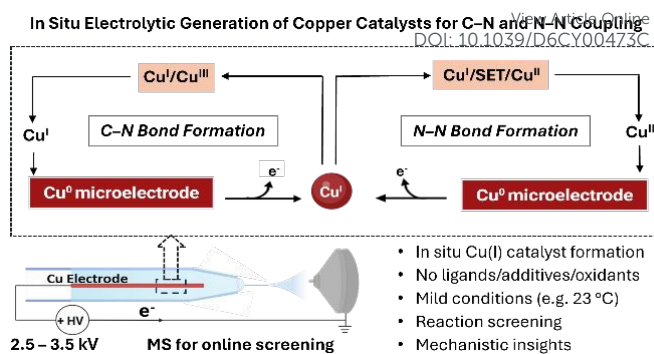 View Article Online
DOI: 10.1039/D6CY00473C
In Situ Electrolytic Generation of Copper Catalysts for C–N and N–N Coupling
Cuᴵ/Cuᴵᴵᴵ
Cuᴵ/SET/Cuᴵᴵ
Cuᴵ
C–N Bond Formation
N–N Bond Formation
Cuᴵᴵ
Cu⁰ microelectrode
e⁻
Cuᴵ
e⁻
Cu⁰ microelectrode
Cu Electrode
e⁻
+ HV
2.5 – 3.5 kV
MS for online screening
• In situ Cu(I) catalyst formation
• No ligands/additives/oxidants
• Mild conditions (e.g. 23 ºC)
• Reaction screening
• Mechanistic insights